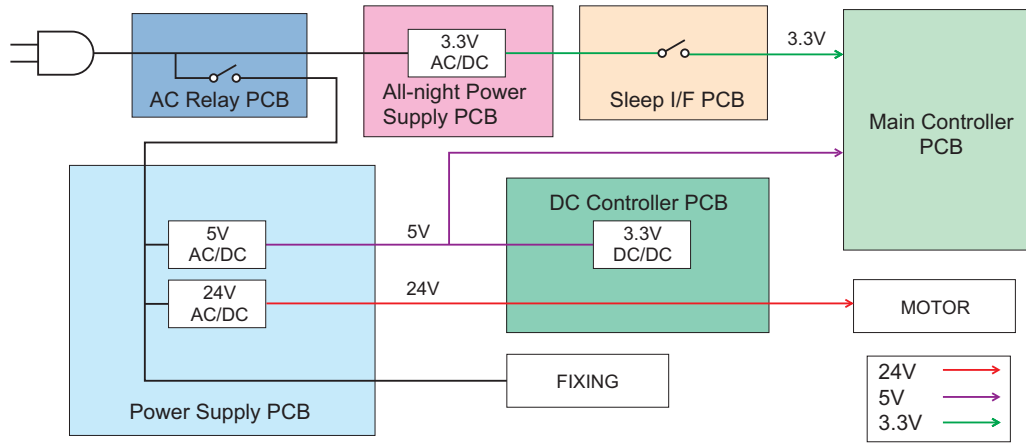 AC Relay PCB
3.3V
AC/DC
All-night Power
Supply PCB
Sleep I/F PCB
3.3V
Main Controller
PCB
DC Controller PCB
5V
AC/DC
5V
3.3V
DC/DC
24V
AC/DC
24V
MOTOR
FIXING
Power Supply PCB
24V
5V
3.3V